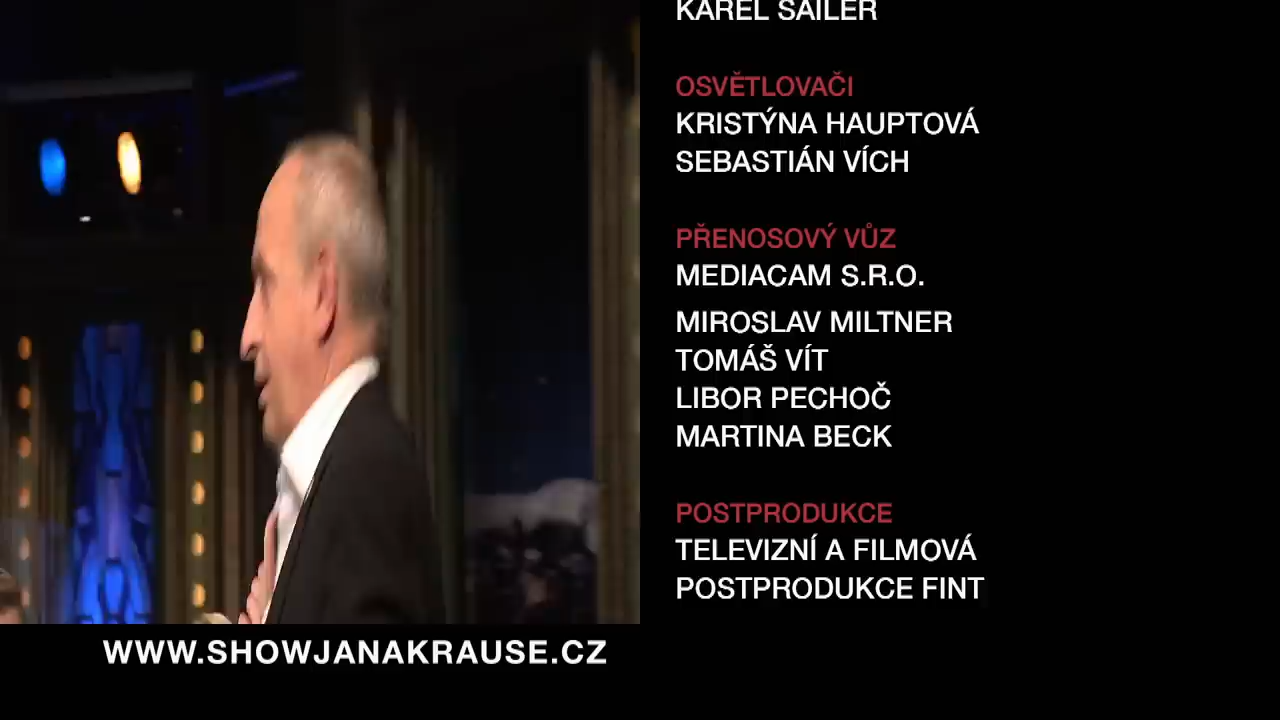 KAREL SAILER
OSVĚTLOVAČI
KRISTÝNA HAUPTOVÁ
SEBASTIÁN VÍCH
PŘENOSOVÝ VŮZ
MEDIACAM S.R.O.
MIROSLAV MILTNER
TOMÁŠ VÍT
LIBOR PECHOČ
MARTINA BECK
POSTPRODUKCE
TELEVIZNÍ A FILMOVÁ
POSTPRODUKCE FINT
WWW.SHOWJANAKRAUSE.CZ